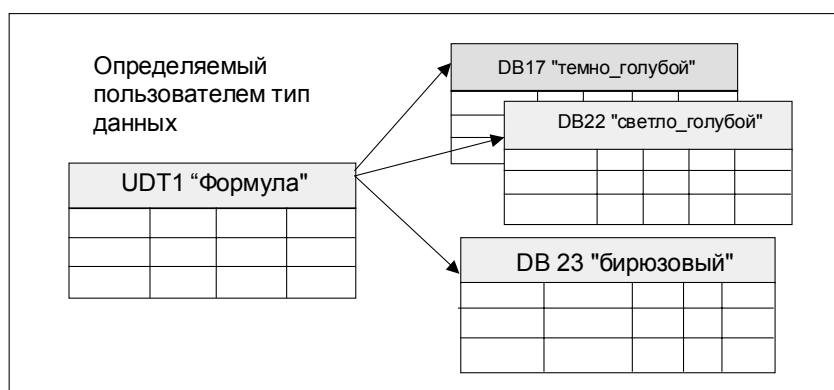 Определяемый
пользователем тип
данных
DB17 "темно_голубой"
DB22 "светло_голубой"
UDT1 “Формула"
DB 23 "бирюзовый"